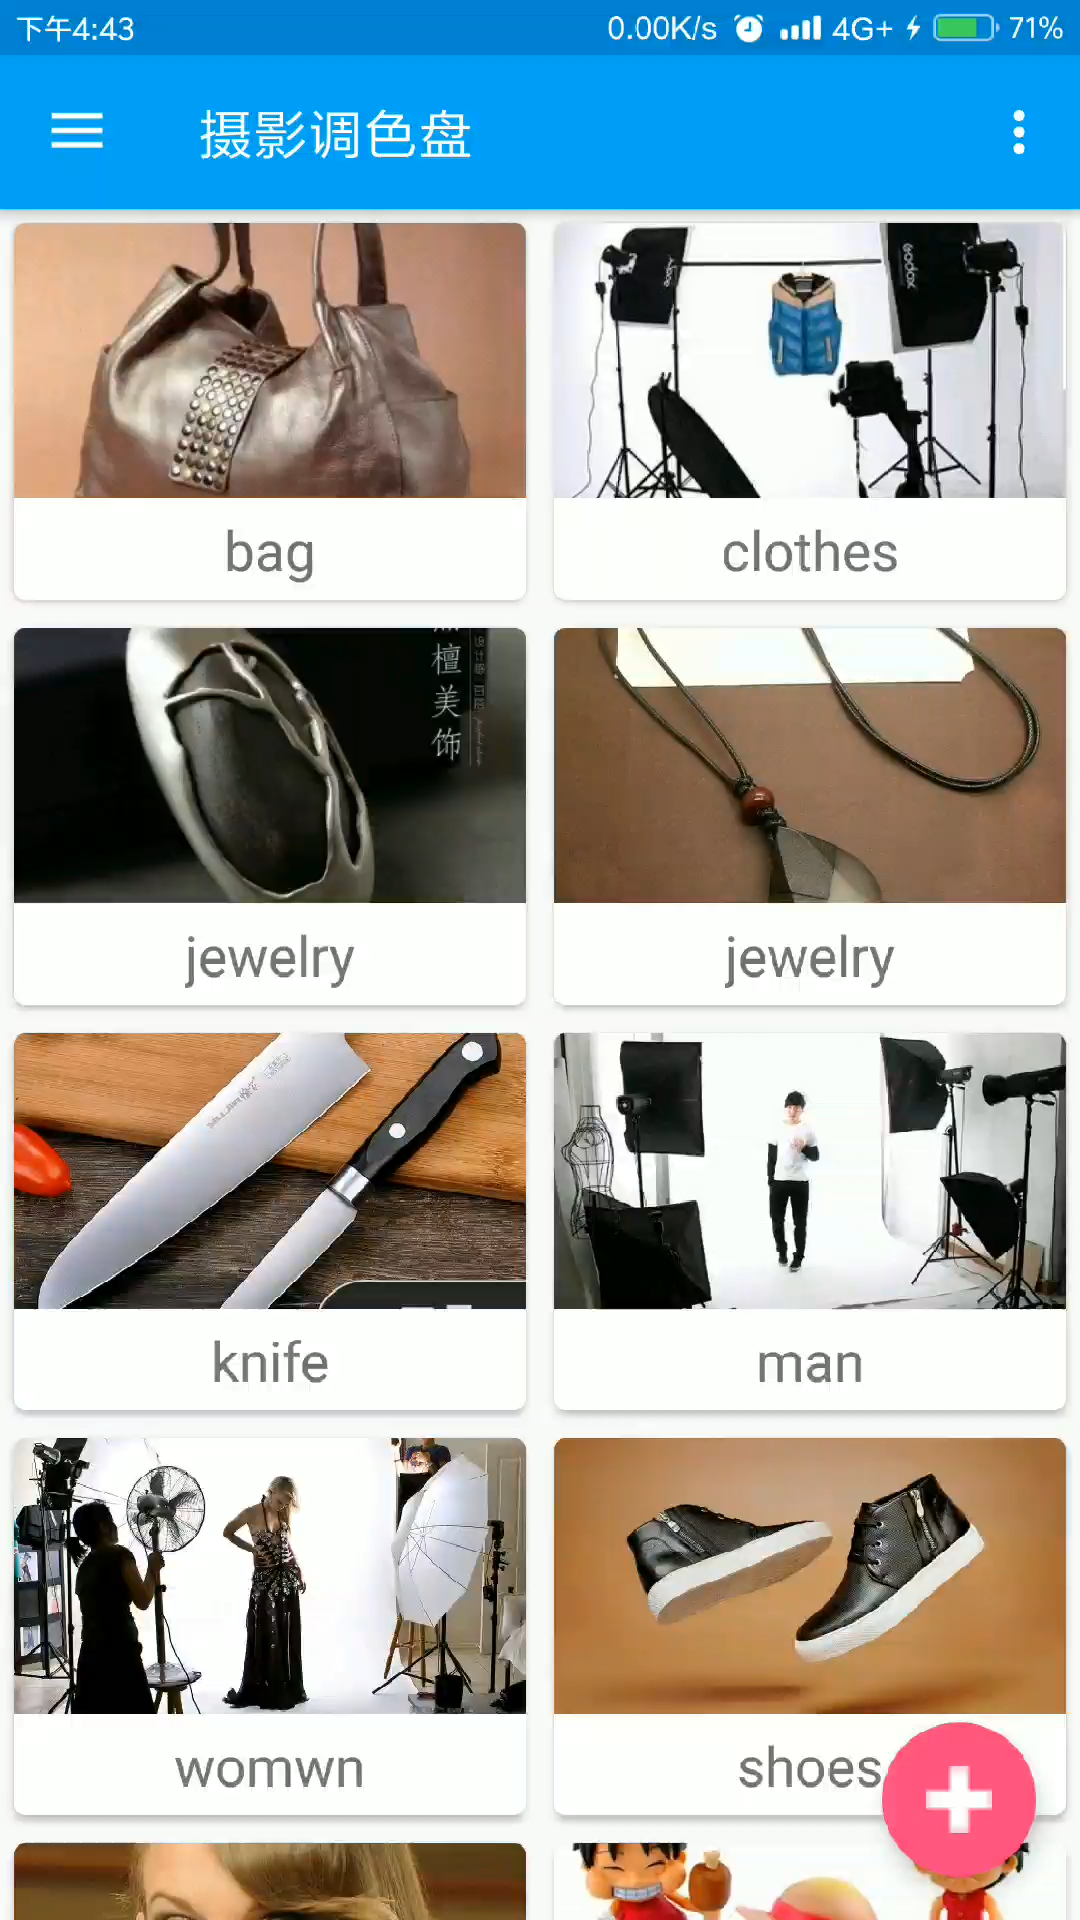 下午4:43
0.00K/s 4G+ 71%
摄影调色盘
bag
clothes
Godox
檀美饰
jewelry
jewelry
knife
man
womwn
shoes